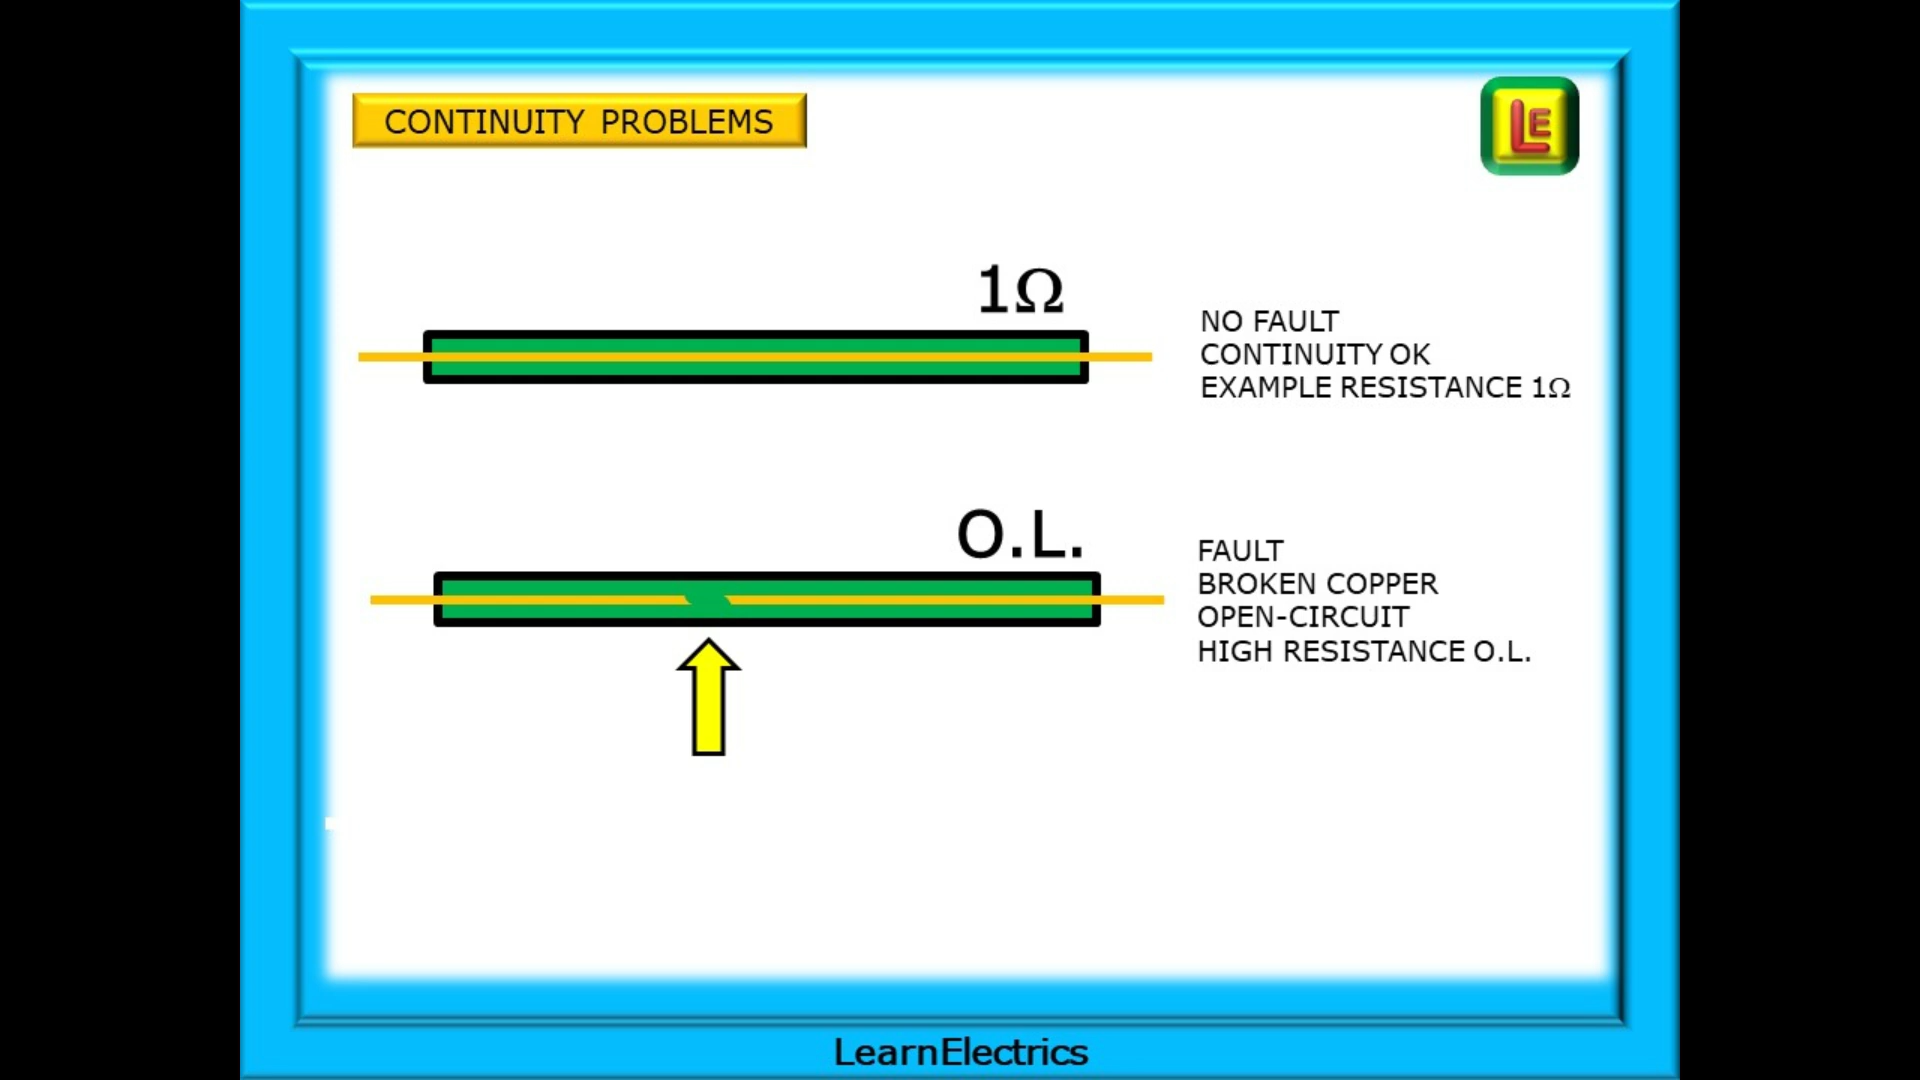 CONTINUITY PROBLEMS
LE
1Ω
NO FAULT
CONTINUITY OK
EXAMPLE RESISTANCE 1Ω
O.L.
FAULT
BROKEN COPPER
OPEN-CIRCUIT
HIGH RESISTANCE O.L.
LearnElectrics